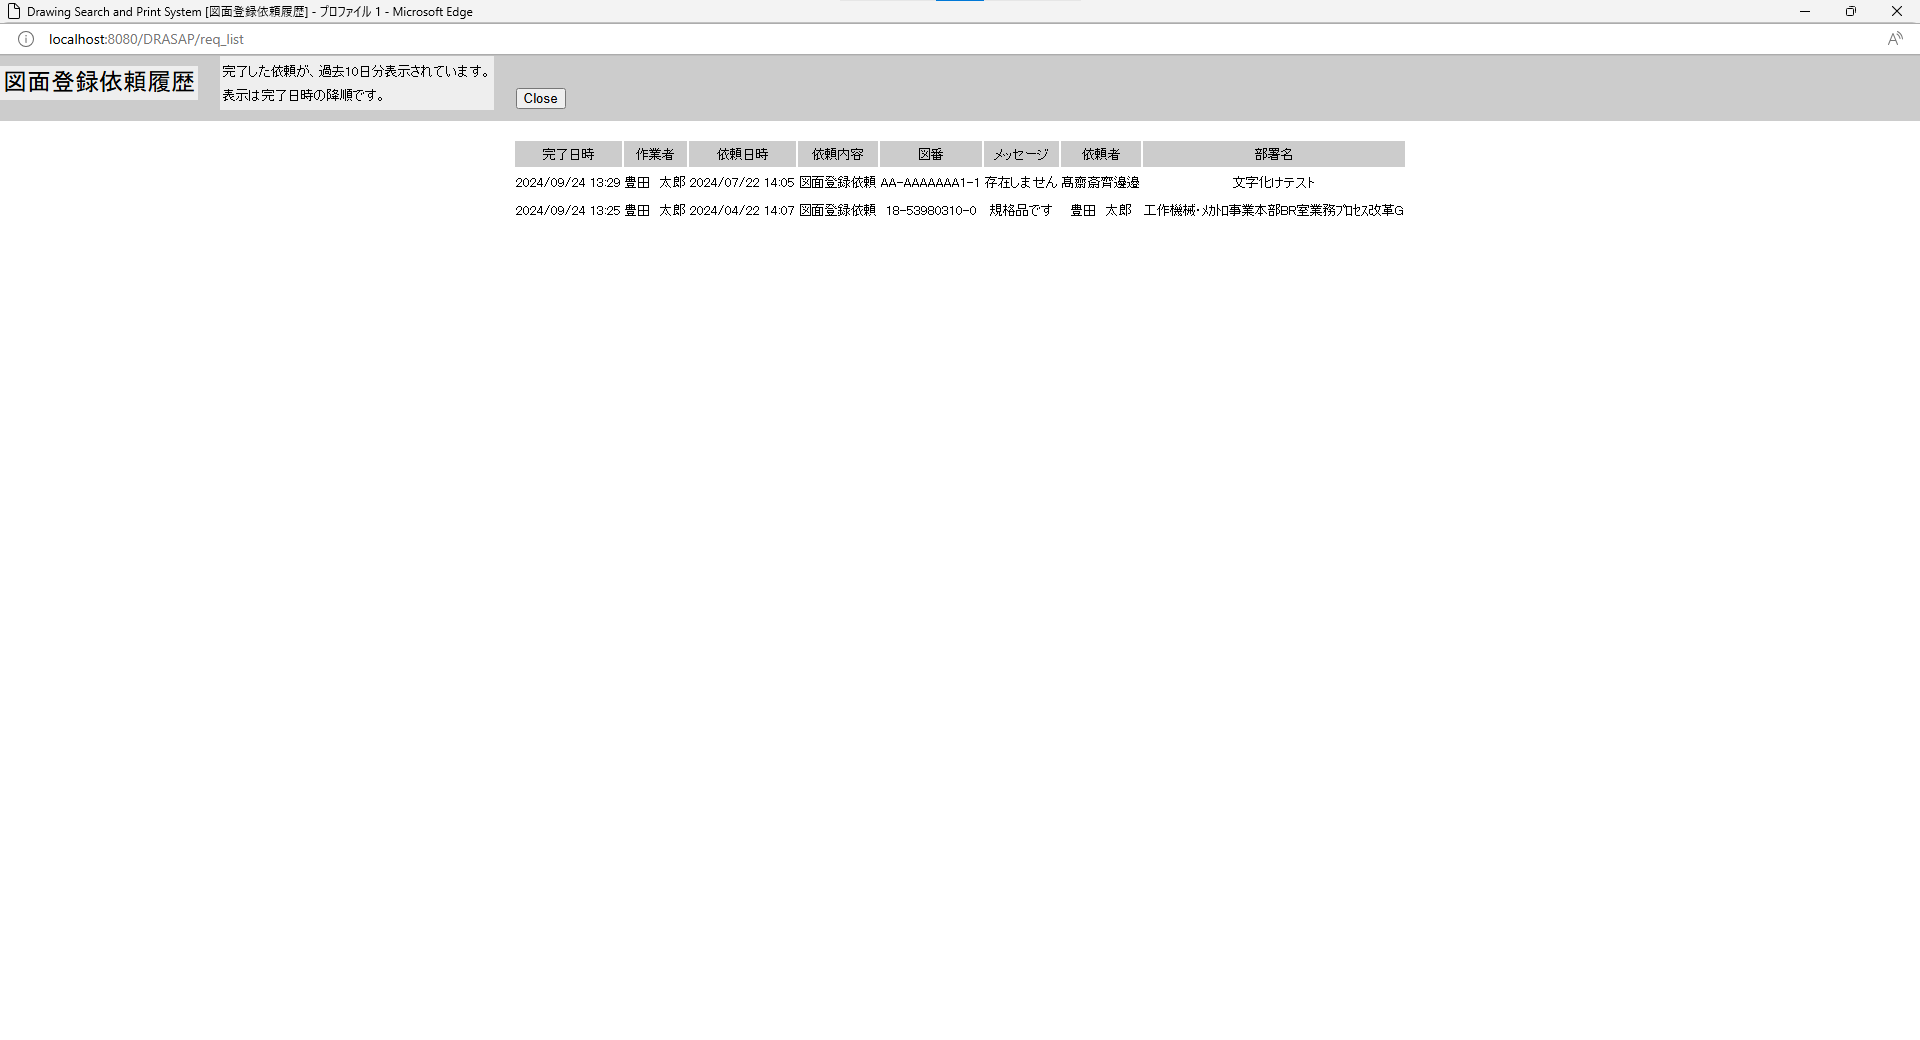 Drawing Search and Print System [図面登録依頼履歴] - プロファイル 1 - Microsoft Edge
localhost:8080/DRASAP/req_list
図面登録依頼履歴
完了した依頼が、過去10日分表示されています。
表示は完了日時の降順です。
Close
完了日時 作業者 依頼日時 依頼内容 図番 メッセージ 依頼者 部署名
2024/09/24 13:29 豊田　太郎 2024/07/22 14:05 図面登録依頼 AA-AAAAAAA1-1 存在しません 髙齋斎齊邉邊 文字化けテスト
2024/09/24 13:25 豊田　太郎 2024/04/22 14:07 図面登録依頼 18-53980310-0 規格品です 豊田　太郎 工作機械・ﾒｶﾄﾛ事業本部BR室業務ﾌﾟﾛｾｽ改革G